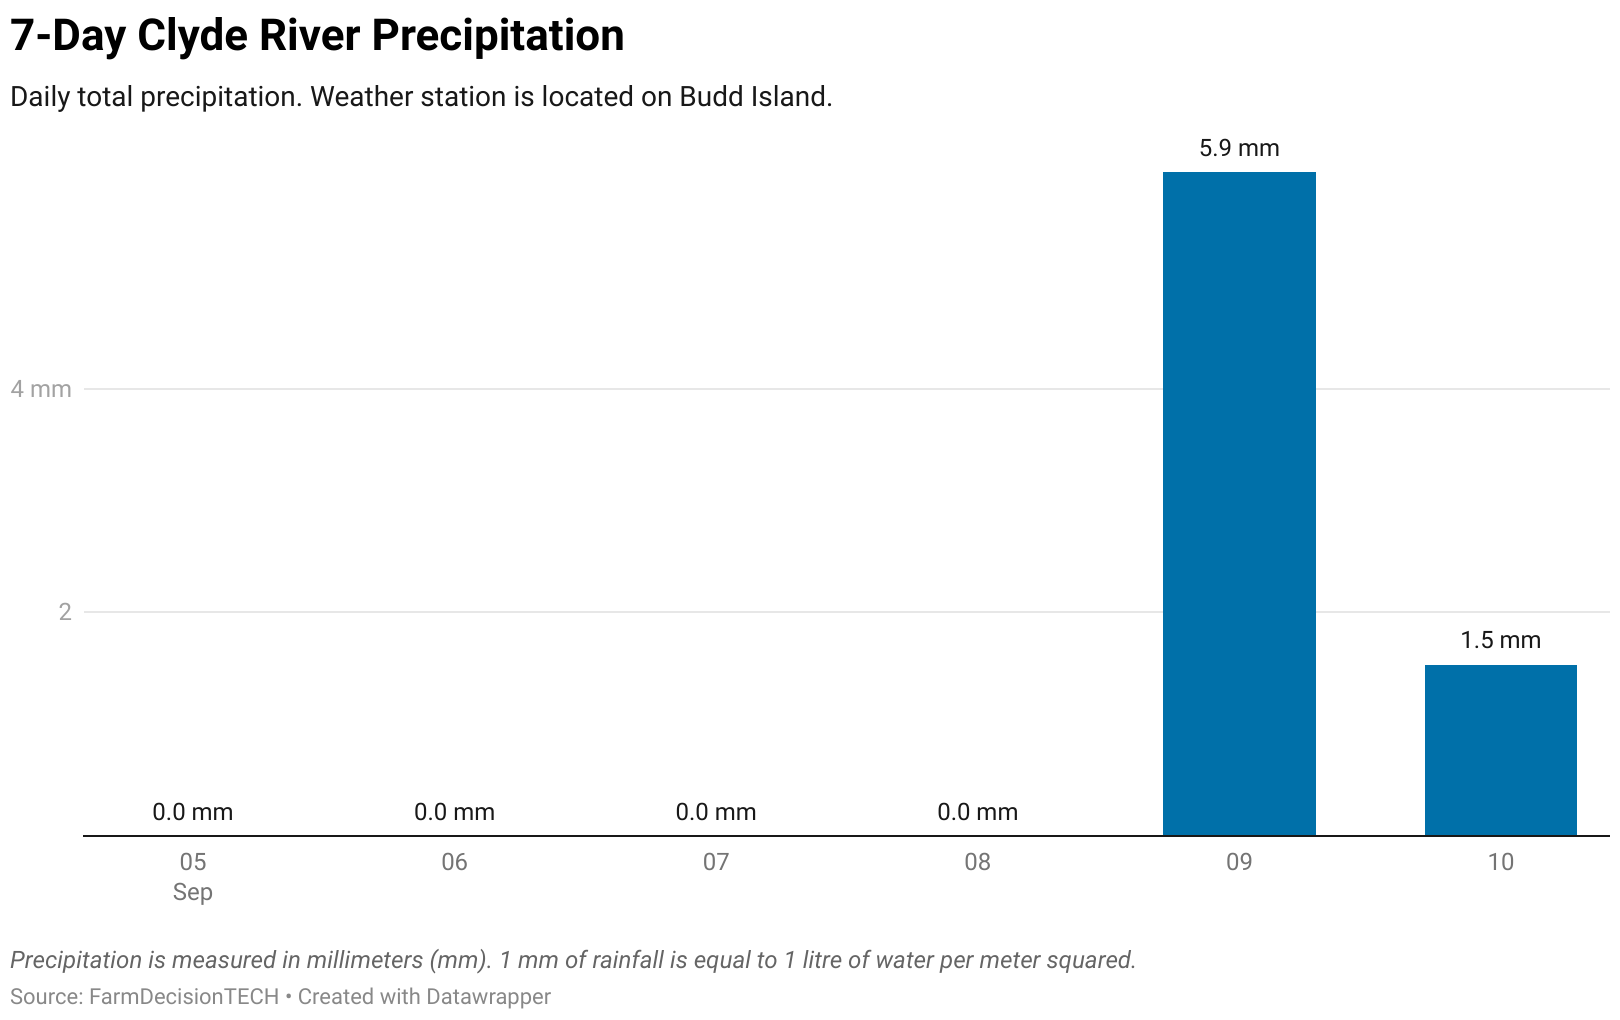 7-Day Clyde River Precipitation
Daily total precipitation. Weather station is located on Budd Island.
5.9 mm
4 mm
2
1.5 mm
0.0 mm 0.0 mm 0.0 mm 0.0 mm
05 06 07 08 09 10
Sep
Precipitation is measured in millimeters (mm). 1 mm of rainfall is equal to 1 litre of water per meter squared.
Source: FarmDecisionTECH • Created with Datawrapper